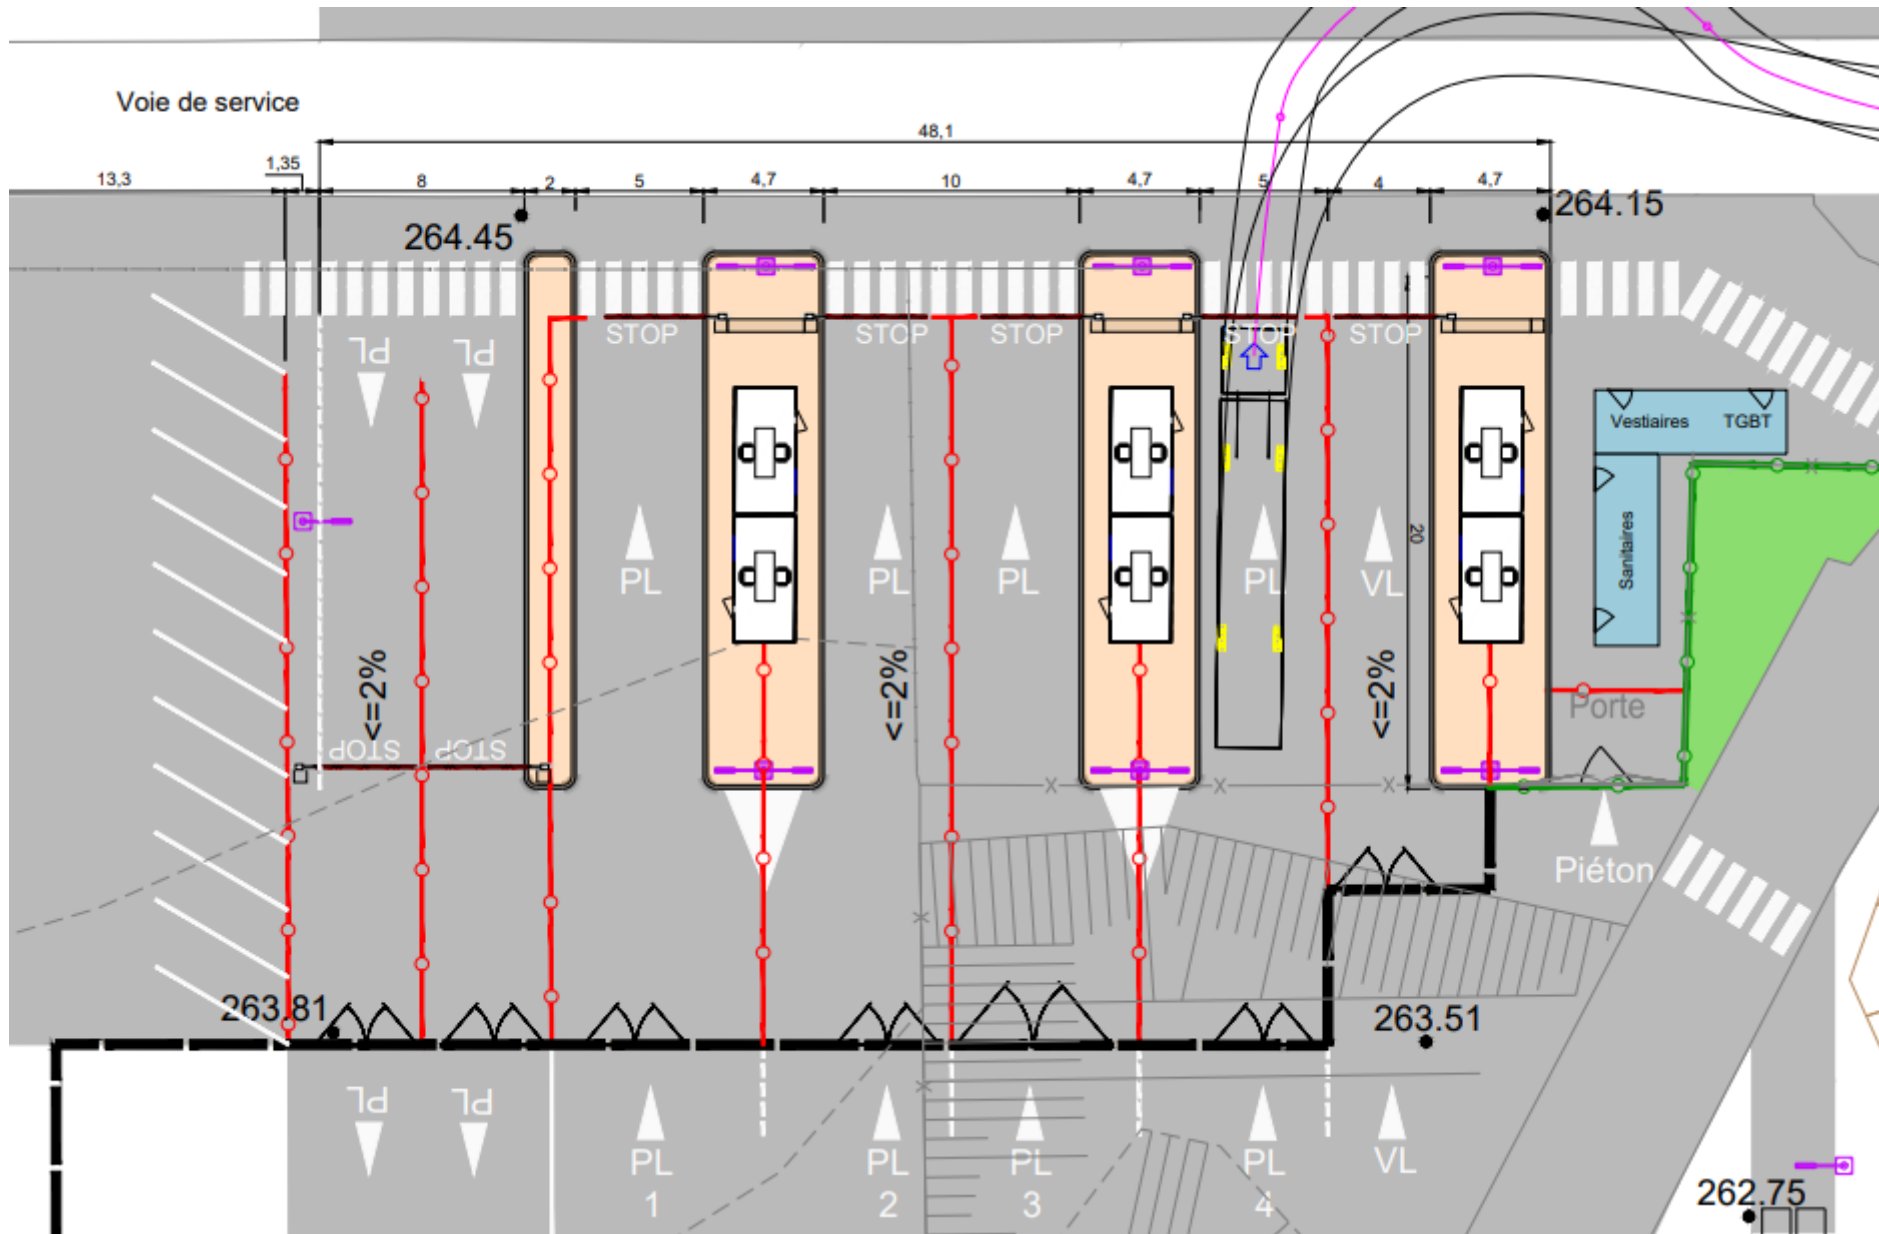 Voie de service
48,1
13,3
1,35
8
2
5
4,7
10
4,7
5
4
4,7
264.45
264.15
STOP
STOP
STOP
STOP
STOP
PL
PL
Vestiaires
TGBT
Sanitaires
20
PL
PL
PL
PL
VL
<=2%
<=2%
<=2%
STOP
STOP
Porte
Piéton
263.81
263.51
PL
PL
PL
1
PL
2
PL
3
PL
4
VL
262.75